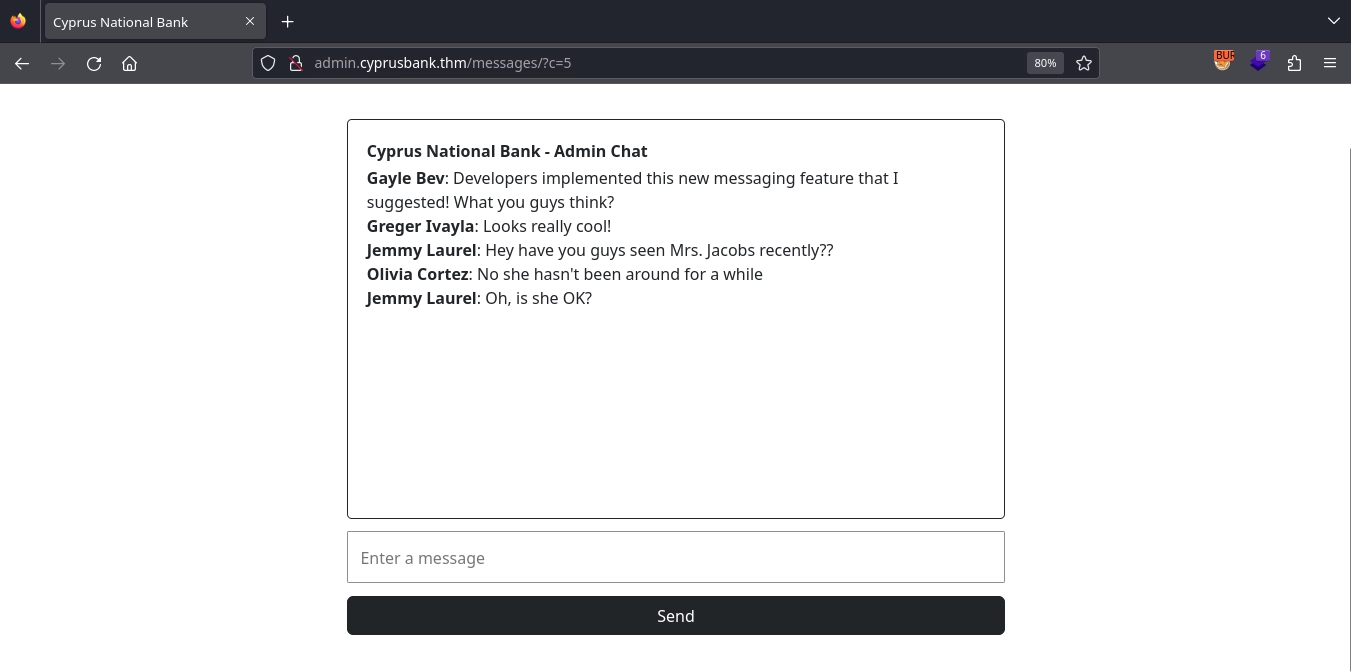 Cyprus National Bank
admin.cyprusbank.thm/messages/?c=5
80%
BUR
6
Cyprus National Bank - Admin Chat
Gayle Bev: Developers implemented this new messaging feature that I
suggested! What you guys think?
Greger Ivayla: Looks really cool!
Jemmy Laurel: Hey have you guys seen Mrs. Jacobs recently??
Olivia Cortez: No she hasn't been around for a while
Jemmy Laurel: Oh, is she OK?
Enter a message
Send